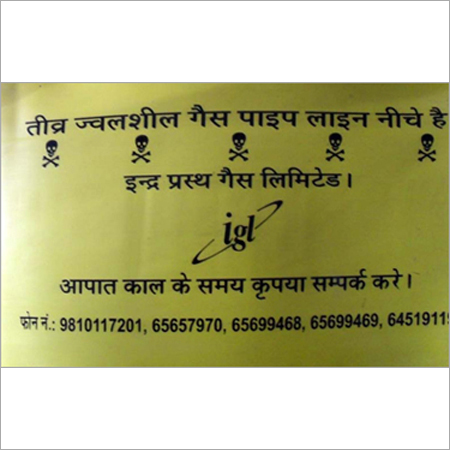 तीव्र ज्वलशील गैस पाइप लाइन नीचे है
इन्द्र प्रस्थ गैस लिमिटेड।
igl
आपात काल के समय कृपया सम्पर्क करे।
फोन नं.: 9810117201, 65657970, 65699468, 65699469,